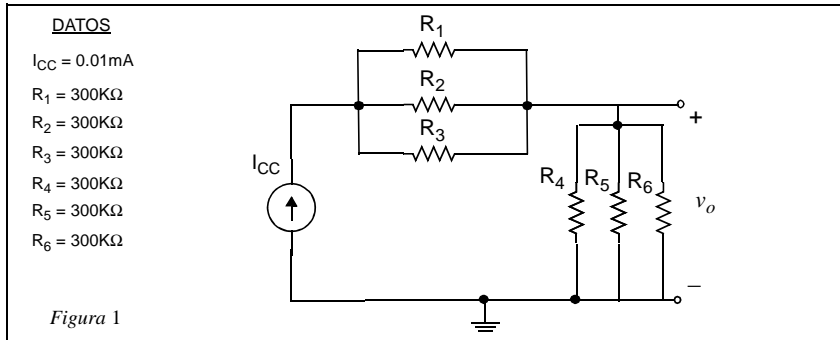 DATOS
I_CC = 0.01mA
R_1 = 300KΩ
R_2 = 300KΩ
R_3 = 300KΩ
R_4 = 300KΩ
R_5 = 300KΩ
R_6 = 300KΩ
Figura 1
R_1
R_2
R_3
I_CC
R_4 R_5 R_6
+
v_o
−